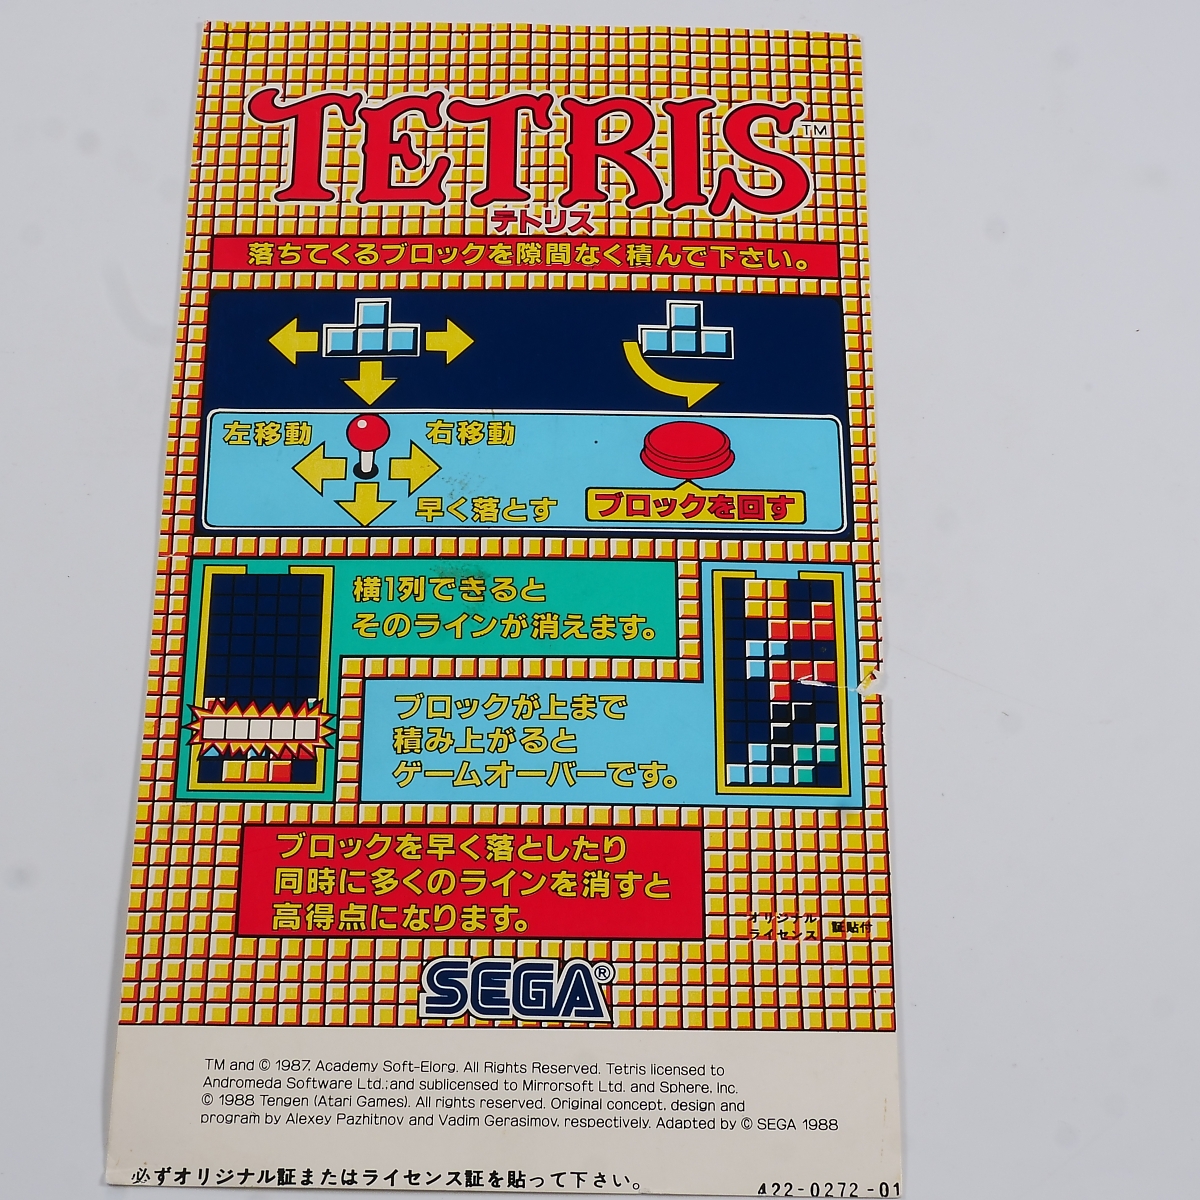 TETRIS™
テトリス
落ちてくるブロックを隙間なく積んで下さい。
左移動
右移動
早く落とす
ブロックを回す
横1列できると
そのラインが消えます。
ブロックが上まで
積み上がると
ゲームオーバーです。
ブロックを早く落としたり
同時に多くのラインを消すと
高得点になります。
オリジナル
ライセンス 証貼付
SEGA®
TM and © 1987. Academy Soft-Elorg. All Rights Reserved. Tetris licensed to
Andromeda Software Ltd.:and sublicensed to Mirrorsoft Ltd. and Sphere, Inc.
© 1988 Tengen (Atari Games). All rights reserved. Original concept, design and
program by Alexey Pazhitnov and Vadim Gerasimov, respectively. Adapted by © SEGA 1988
必ずオリジナル証またはライセンス証を貼って下さい。
422-0272-01